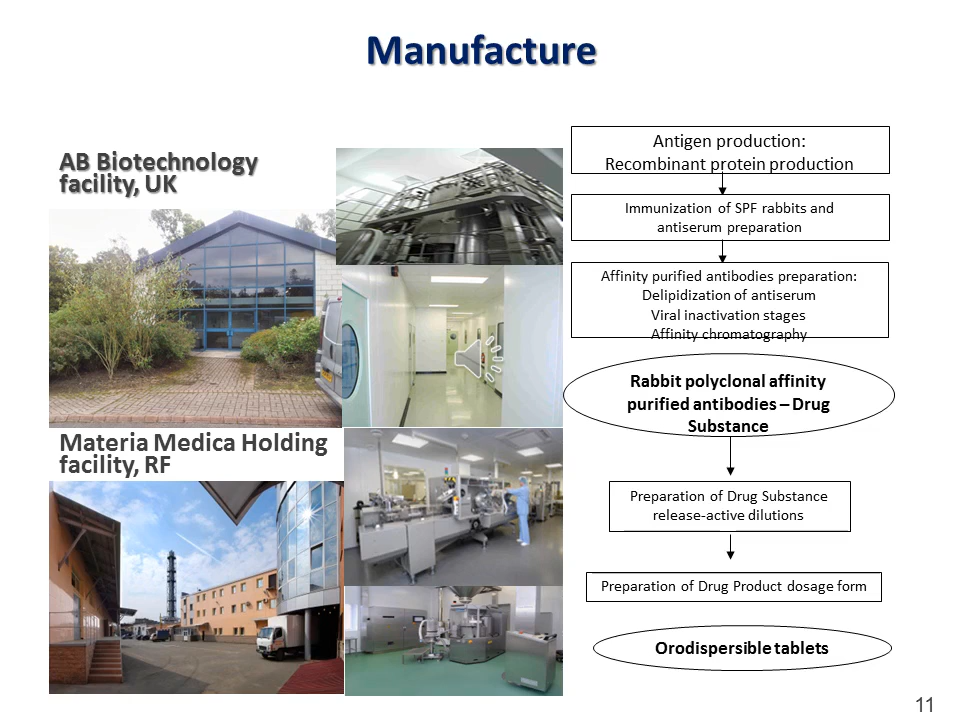 Manufacture
AB Biotechnology
facility, UK
Materia Medica Holding
facility, RF
Antigen production:
Recombinant protein production
Immunization of SPF rabbits and
antiserum preparation
Affinity purified antibodies preparation:
Delipidization of antiserum
Viral inactivation stages
Affinity chromatography
Rabbit polyclonal affinity
purified antibodies – Drug
Substance
Preparation of Drug Substance
release-active dilutions
Preparation of Drug Product dosage form
Orodispersible tablets
11